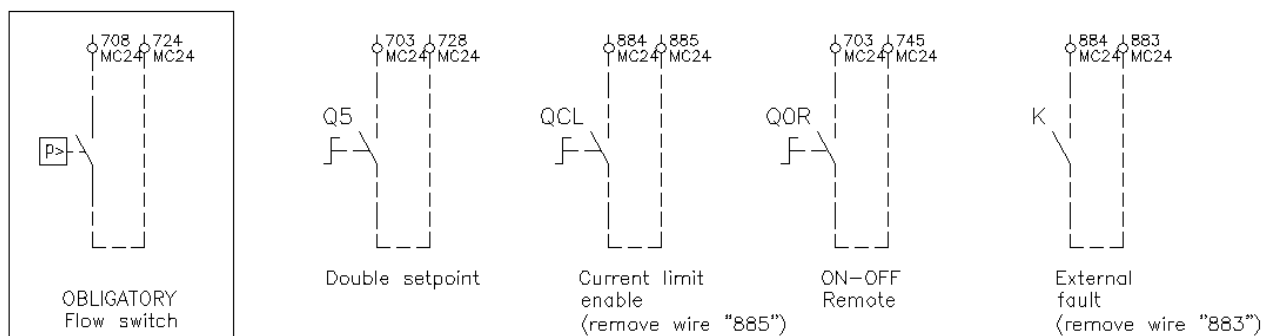 708 724
MC24 MC24
P>
OBLIGATORY
Flow switch
703 728
MC24 MC24
Q5
Double setpoint
884 885
MC24 MC24
QCL
Current limit
enable
(remove wire "885")
703 745
MC24 MC24
QOR
ON-OFF
Remote
884 883
MC24 MC24
K
External
fault
(remove wire "883")